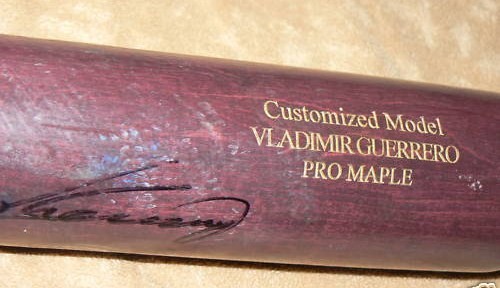 Customized Model
VLADIMIR GUERRERO
PRO MAPLE